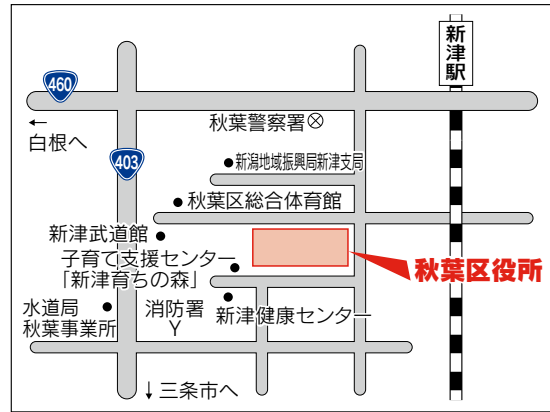 新津駅
460
←
白根へ
秋葉警察署
403
新潟地域振興局新津支局
秋葉区総合体育館
新津武道館
子育て支援センター
「新津育ちの森」
秋葉区役所
水道局
秋葉事業所
消防署
Y
新津健康センター
↓三条市へ